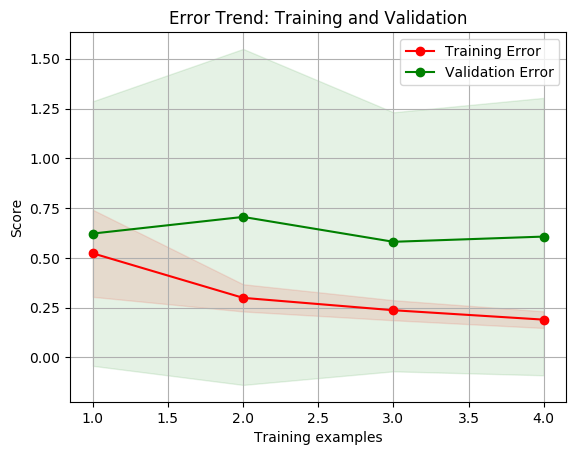 Error Trend: Training and Validation
Training Error
Validation Error
1.50
1.25
1.00
0.75
0.50
0.25
0.00
Score
1.0 1.5 2.0 2.5 3.0 3.5 4.0
Training examples